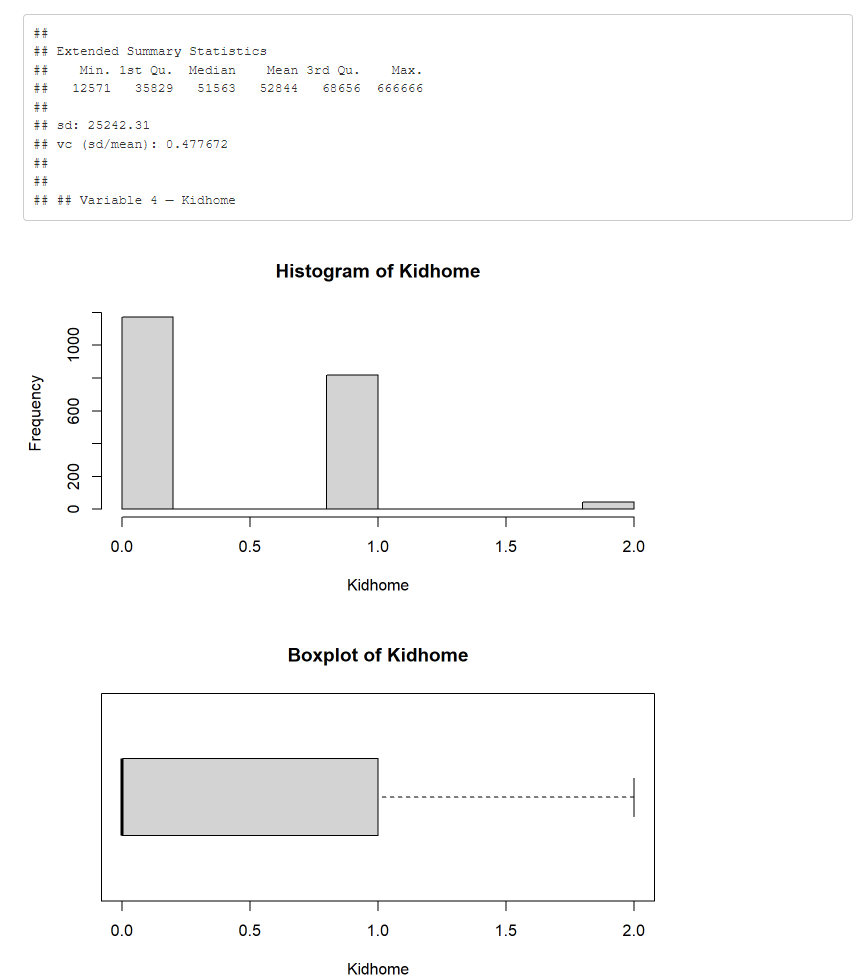 ##
## Extended Summary Statistics
##    Min. 1st Qu.  Median    Mean 3rd Qu.    Max.
##   12571   35829   51563   52844   68656  666666
##
## sd: 25242.31
## vc (sd/mean): 0.477672
##
##
## ## Variable 4 — Kidhome
Histogram of Kidhome
Frequency
1000
600
200
0
0.0 0.5 1.0 1.5 2.0
Kidhome
Boxplot of Kidhome
0.0 0.5 1.0 1.5 2.0
Kidhome